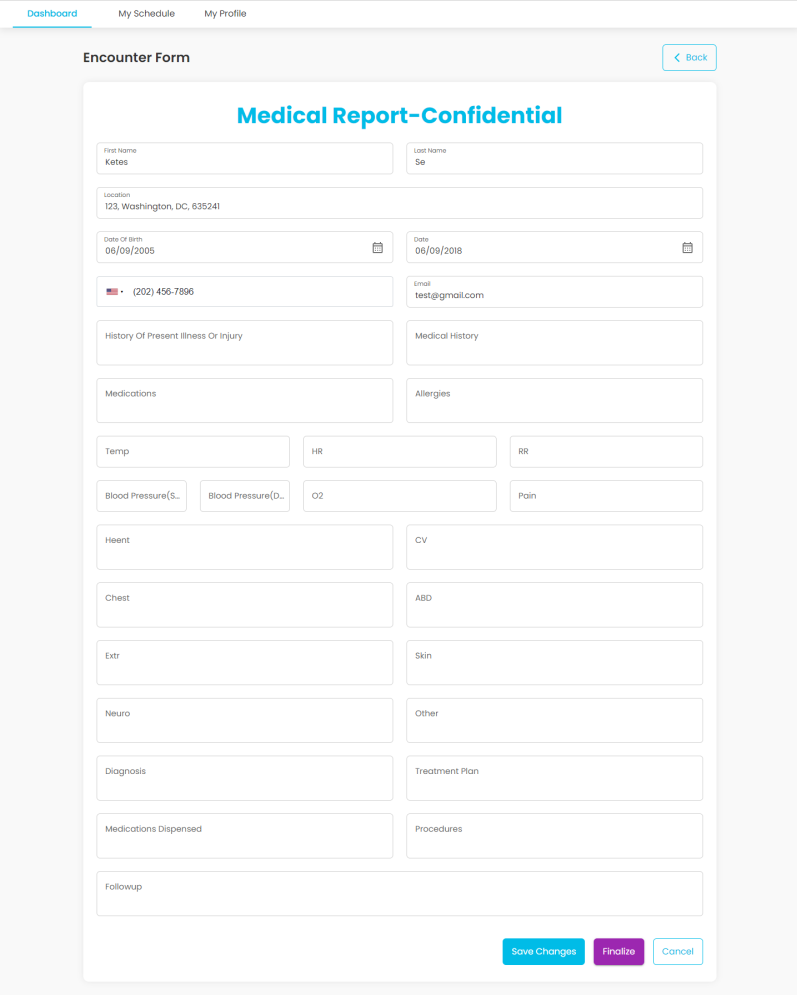 Dashboard My Schedule My Profile
Encounter Form Back
Medical Report-Confidential
First Name Last Name
Ketes Se
Location
123, Washington, DC, 635241
Date Of Birth Date
06/09/2005 06/09/2018
Email
(202) 456-7896 test@gmail.com
History Of Present Illness Or Injury Medical History
Medications Allergies
Temp HR RR
Blood Pressure(S... Blood Pressure(D... O2 Pain
Heent CV
Chest ABD
Extr Skin
Neuro Other
Diagnosis Treatment Plan
Medications Dispensed Procedures
Followup
Save Changes Finalize Cancel